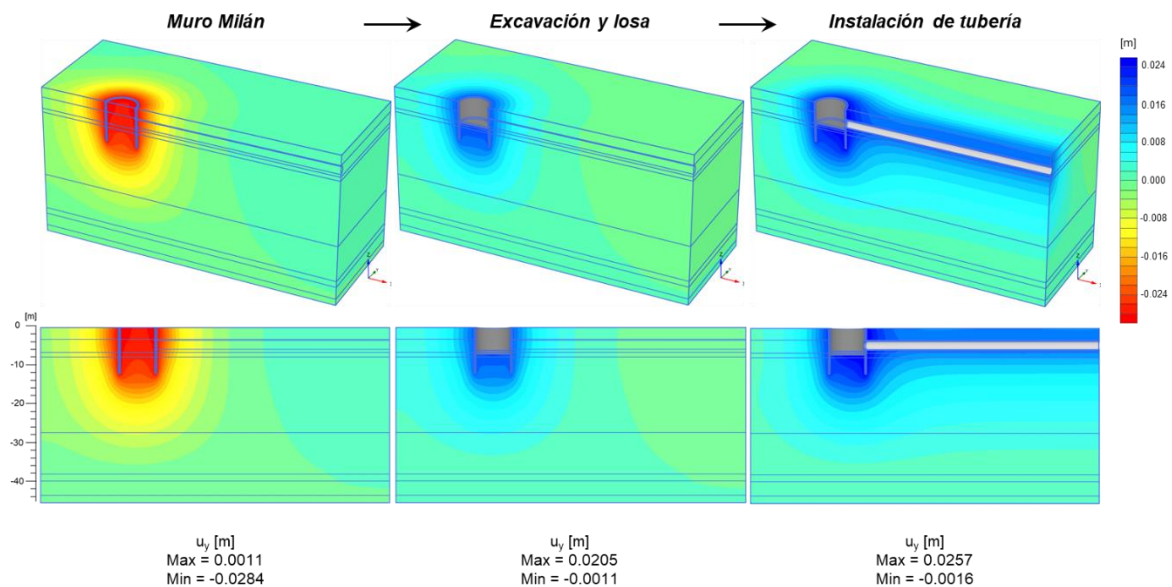 Muro Milán
Excavación y losa
Instalación de tubería
[m]
0.024
0.016
0.008
0.000
-0.008
-0.016
-0.024
[m]
0
-10
-20
-30
-40
u_y [m]
Max = 0.0011
Min = -0.0284
u_y [m]
Max = 0.0205
Min = -0.0011
u_y [m]
Max = 0.0257
Min = -0.0016